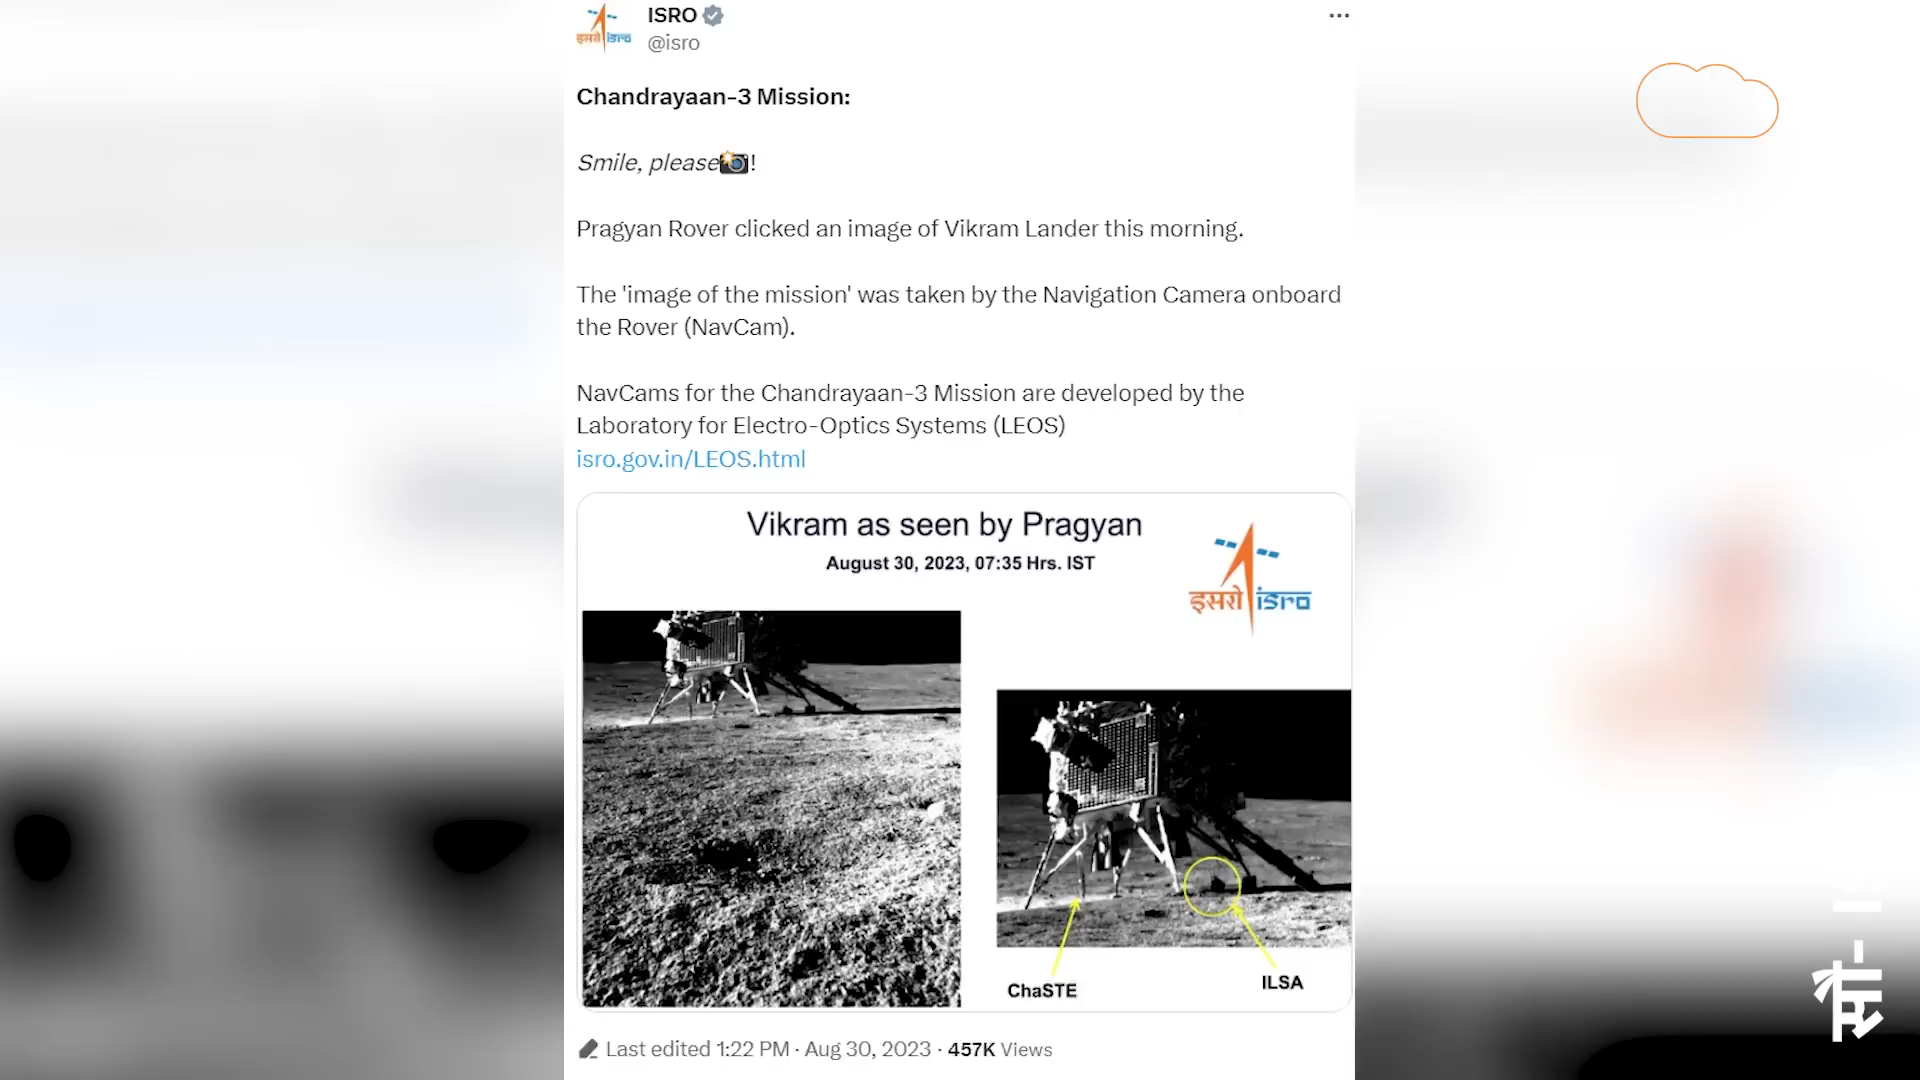 ISRO
@isro
इसरो isro
Chandrayaan-3 Mission:
Smile, please📸!
Pragyan Rover clicked an image of Vikram Lander this morning.
The 'image of the mission' was taken by the Navigation Camera onboard
the Rover (NavCam).
NavCams for the Chandrayaan-3 Mission are developed by the
Laboratory for Electro-Optics Systems (LEOS)
isro.gov.in/LEOS.html
Vikram as seen by Pragyan
August 30, 2023, 07:35 Hrs. IST
इसरो isro
ChaSTE
ILSA
Last edited 1:22 PM · Aug 30, 2023 · 457K Views